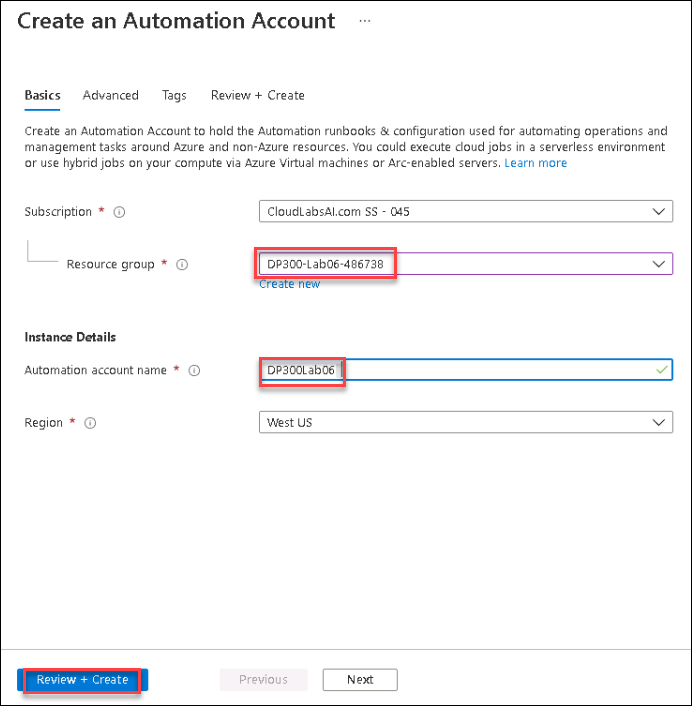 Create an Automation Account ...
Basics Advanced Tags Review + Create
Create an Automation Account to hold the Automation runbooks & configuration used for automating operations and
management tasks around Azure and non-Azure resources. You could execute cloud jobs in a serverless environment
or use hybrid jobs on your compute via Azure Virtual machines or Arc-enabled servers. Learn more
Subscription * CloudLabsAI.com SS - 045
Resource group * DP300-Lab06-486738
Create new
Instance Details
Automation account name * DP300Lab06
Region * West US
Review + Create Previous Next